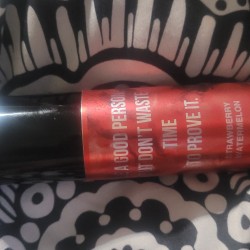 A GOOD PERSON
DON'T WASTE
TIME
TO PROVE IT...
STRAWBERRY
WATERMELON